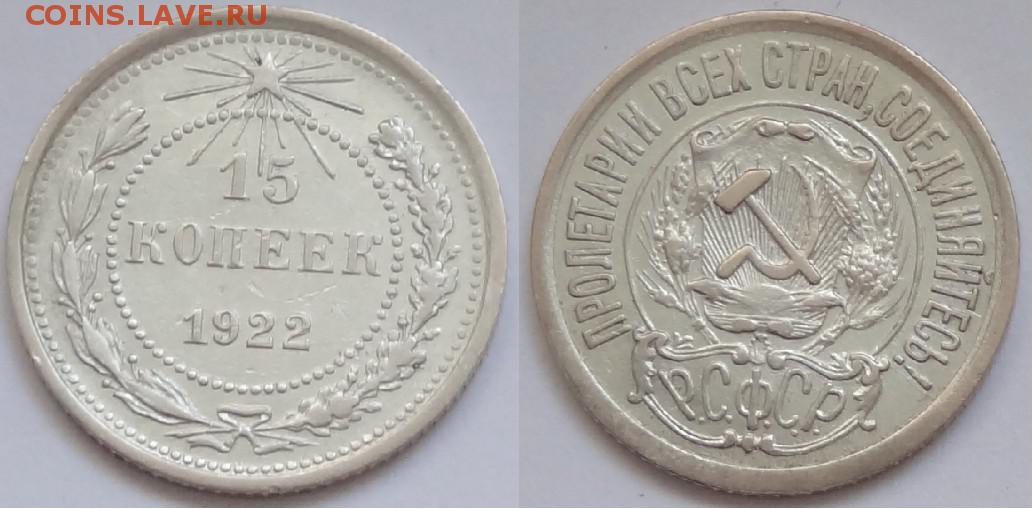 COINS.LAVE.RU
15
КОПЕЕК
1922
ПРОЛЕТАРИИ ВСЕХ СТРАН, СОЕДИНЯЙТЕСЬ!
Р.С.Ф.С.Р.